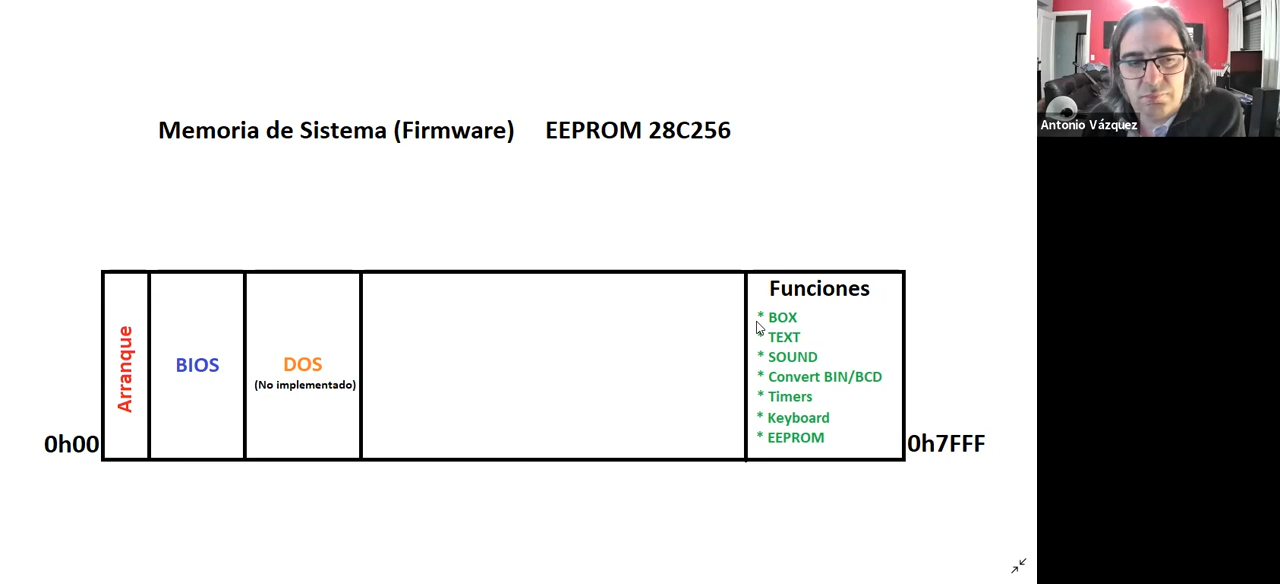 Memoria de Sistema (Firmware) EEPROM 28C256
Antonio Vázquez
Arranque
BIOS
DOS
(No implementado)
Funciones
* BOX
* TEXT
* SOUND
* Convert BIN/BCD
* Timers
* Keyboard
* EEPROM
0h00
0h7FFF